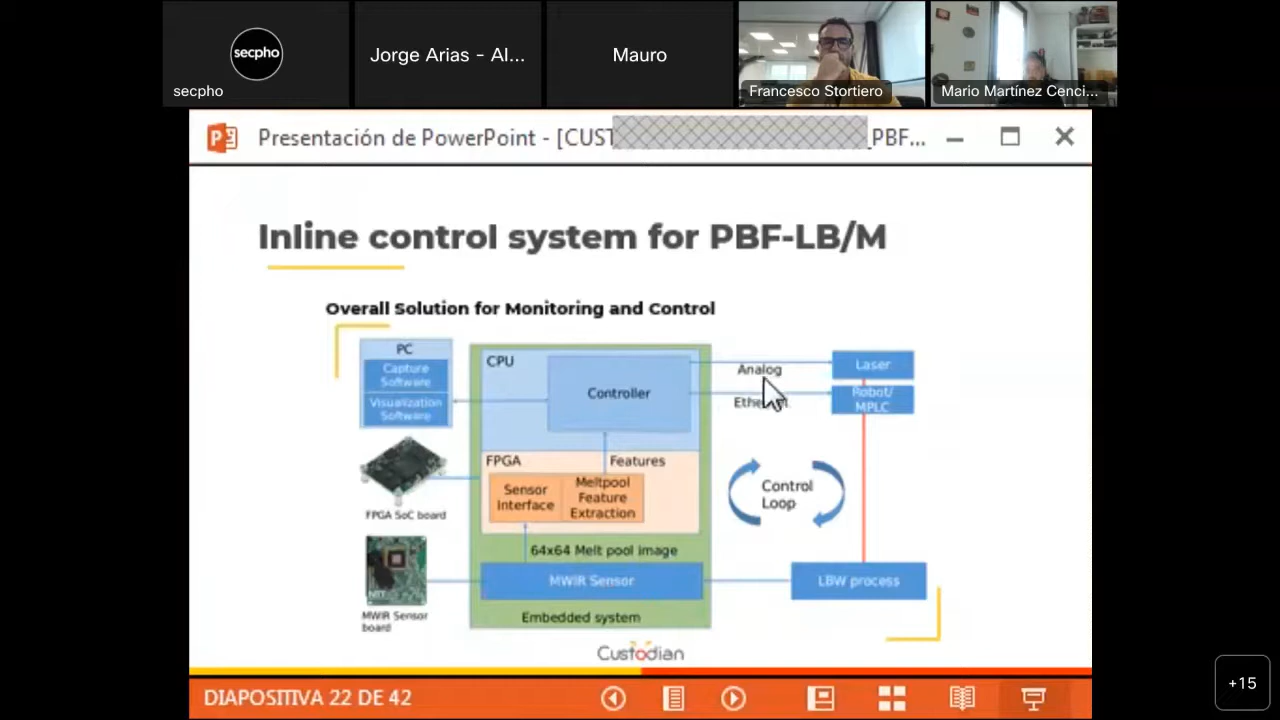 secpho
secpho
Jorge Arias - Al...
Mauro
Francesco Stortiero
Mario Martínez Cenci...
Presentación de PowerPoint - [CUST
_PBF...
Inline control system for PBF-LB/M
Overall Solution for Monitoring and Control
PC
Capture
Software
Visualization
Software
CPU
Controller
Analog
Laser
Robot/
MPLC
FPGA
Features
Sensor
Interface
Meltpool
Feature
Extraction
FPGA SoC board
Control
Loop
64x64 Melt pool image
MWIR Sensor
LBW process
NIT
MWIR Sensor
board
Embedded system
Custodian
DIAPOSITIVA 22 DE 42
+15